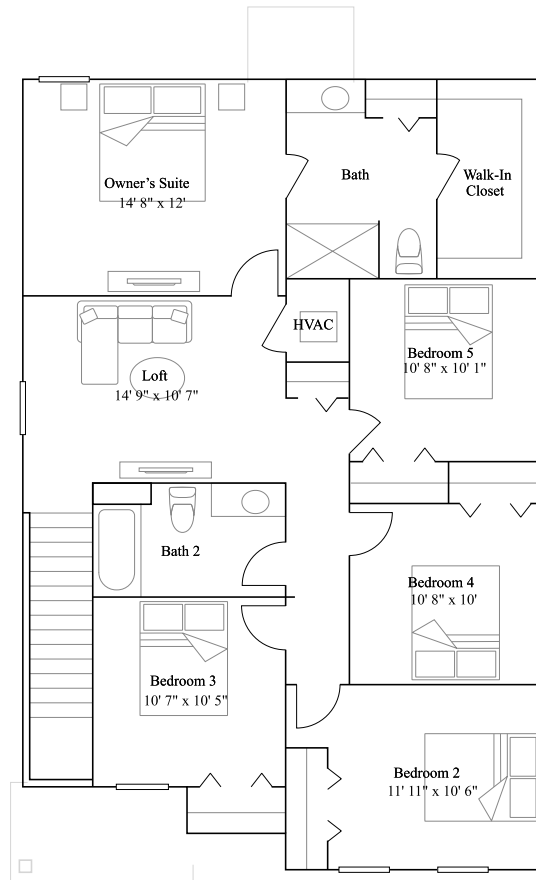 Owner's Suite
14' 8" x 12'
Bath
Walk-In
Closet
HVAC
Bedroom 5
10' 8" x 10' 1"
Loft
14' 9" x 10' 7"
Bath 2
Bedroom 4
10' 8" x 10'
Bedroom 3
10' 7" x 10' 5"
Bedroom 2
11' 11" x 10' 6"